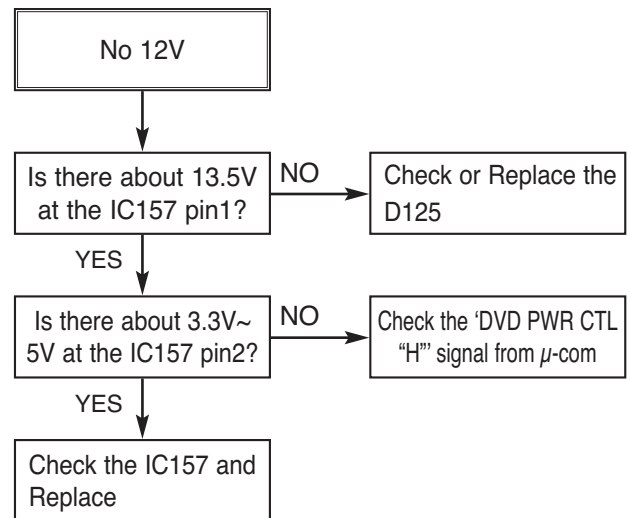 No 12V
Is there about 13.5V
at the IC157 pin1?
NO
Check or Replace the
D125
YES
Is there about 3.3V~
5V at the IC157 pin2?
NO
Check the ‘DVD PWR CTL
“H”’ signal from µ-com
YES
Check the IC157 and
Replace